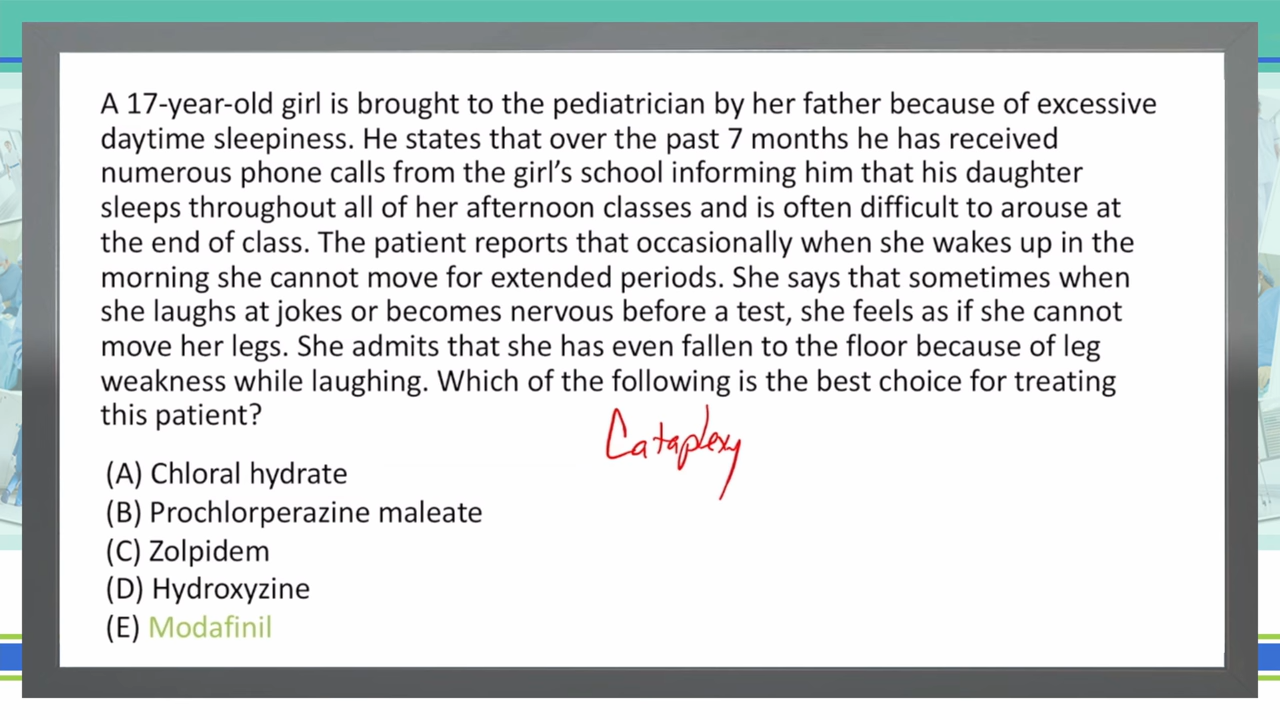 A 17-year-old girl is brought to the pediatrician by her father because of excessive
daytime sleepiness. He states that over the past 7 months he has received
numerous phone calls from the girl's school informing him that his daughter
sleeps throughout all of her afternoon classes and is often difficult to arouse at
the end of class. The patient reports that occasionally when she wakes up in the
morning she cannot move for extended periods. She says that sometimes when
she laughs at jokes or becomes nervous before a test, she feels as if she cannot
move her legs. She admits that she has even fallen to the floor because of leg
weakness while laughing. Which of the following is the best choice for treating
this patient?
Cataplexy
(A) Chloral hydrate
(B) Prochlorperazine maleate
(C) Zolpidem
(D) Hydroxyzine
(E) Modafinil